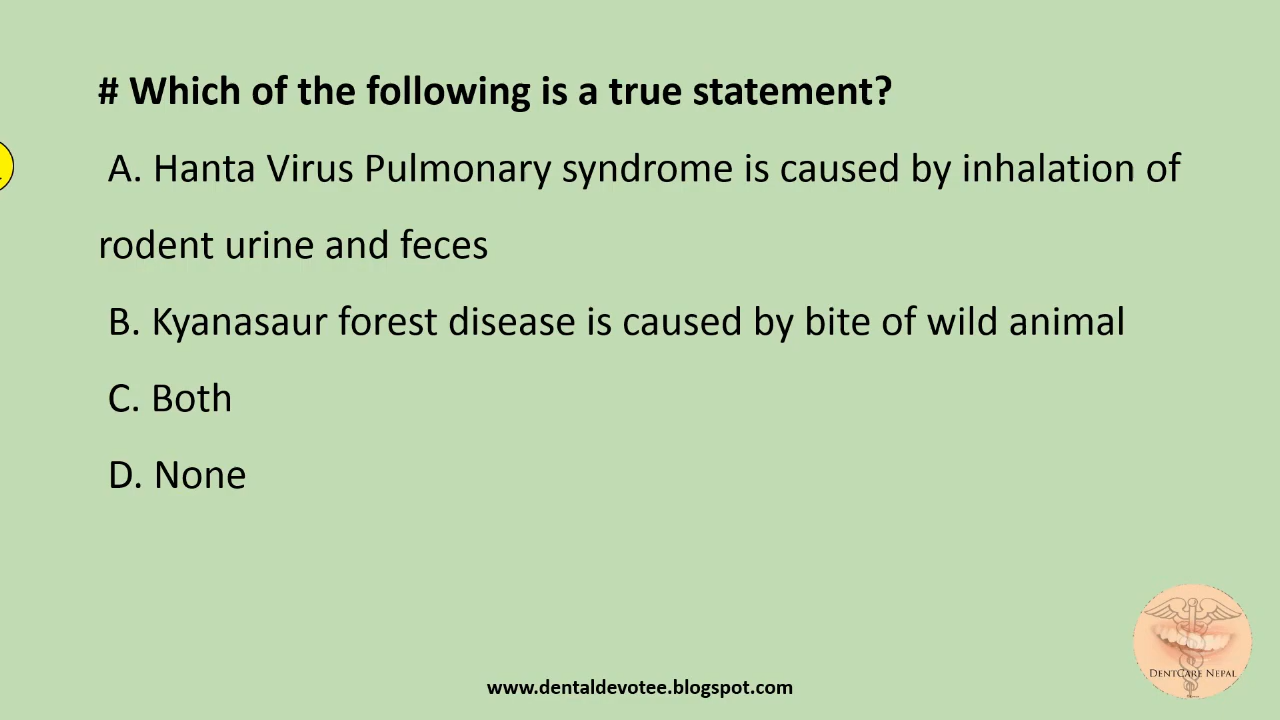 # Which of the following is a true statement?
A. Hanta Virus Pulmonary syndrome is caused by inhalation of
rodent urine and feces
B. Kyanasaur forest disease is caused by bite of wild animal
C. Both
D. None
DENTCARE NEPAL
www.dentaldevotee.blogspot.com